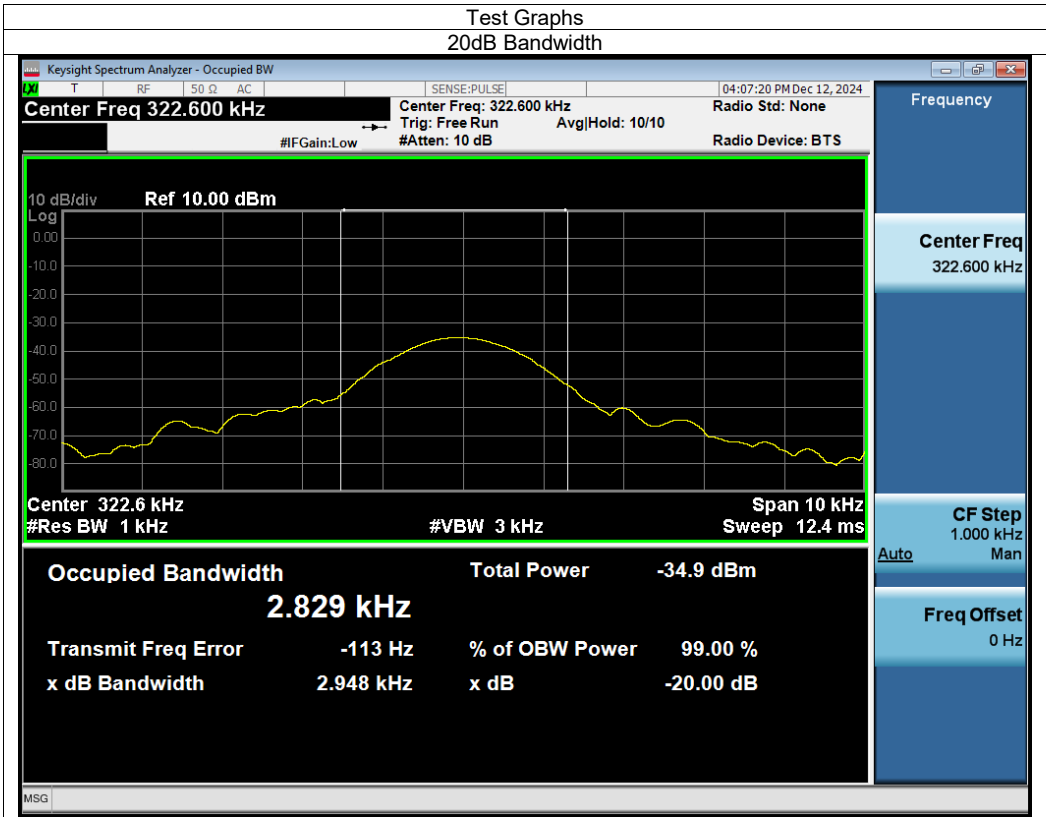 Test Graphs
20dB Bandwidth
Keysight Spectrum Analyzer - Occupied BW
LXI T RF 50 Ω AC SENSE:PULSE 04:07:20 PM Dec 12, 2024
Center Freq 322.600 kHz
Center Freq: 322.600 kHz Radio Std: None
Trig: Free Run Avg|Hold: 10/10
#IFGain:Low #Atten: 10 dB Radio Device: BTS
10 dB/div Ref 10.00 dBm
Log
0.00
-10.0
-20.0
-30.0
-40.0
-50.0
-60.0
-70.0
-80.0
Center 322.6 kHz Span 10 kHz
#Res BW 1 kHz #VBW 3 kHz Sweep 12.4 ms
Occupied Bandwidth Total Power -34.9 dBm
2.829 kHz
Transmit Freq Error -113 Hz % of OBW Power 99.00 %
x dB Bandwidth 2.948 kHz x dB -20.00 dB
Frequency
Center Freq
322.600 kHz
CF Step
1.000 kHz
Auto Man
Freq Offset
0 Hz
MSG